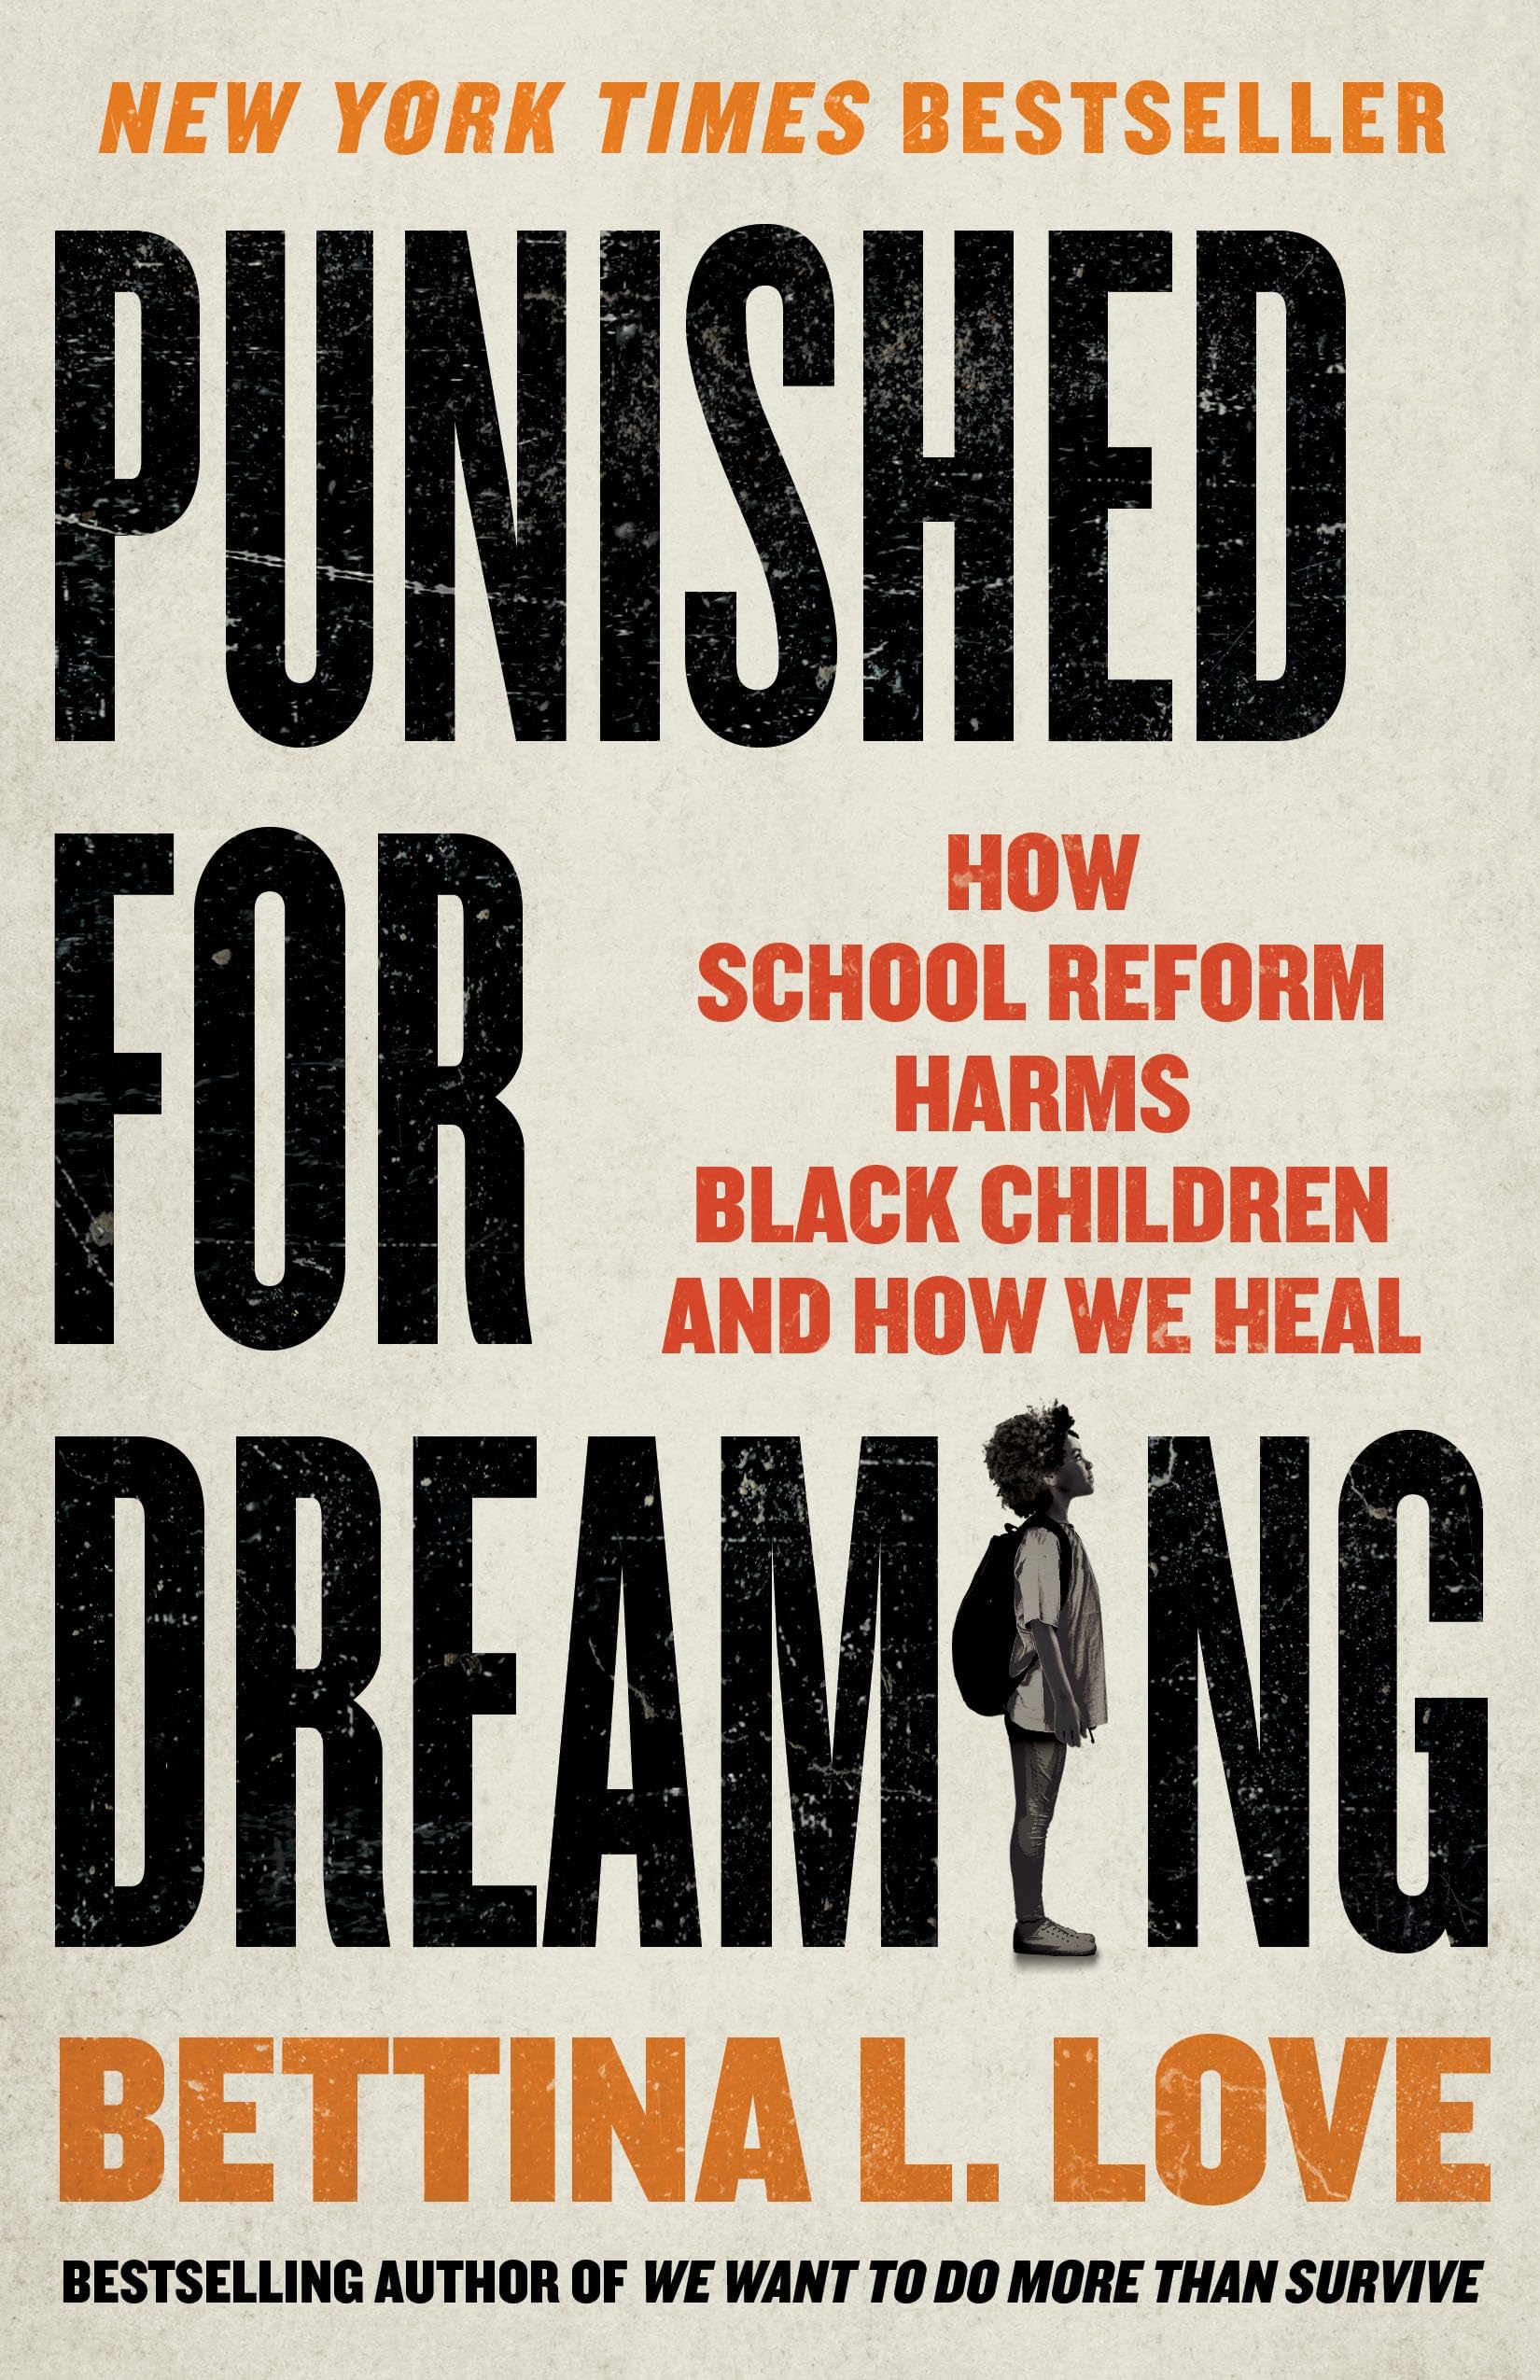 NEW YORK TIMES BESTSELLER
PUNISHED
FOR
HOW
SCHOOL REFORM
HARMS
BLACK CHILDREN
AND HOW WE HEAL
DREAMING
BETTINA L. LOVE
BESTSELLING AUTHOR OF WE WANT TO DO MORE THAN SURVIVE